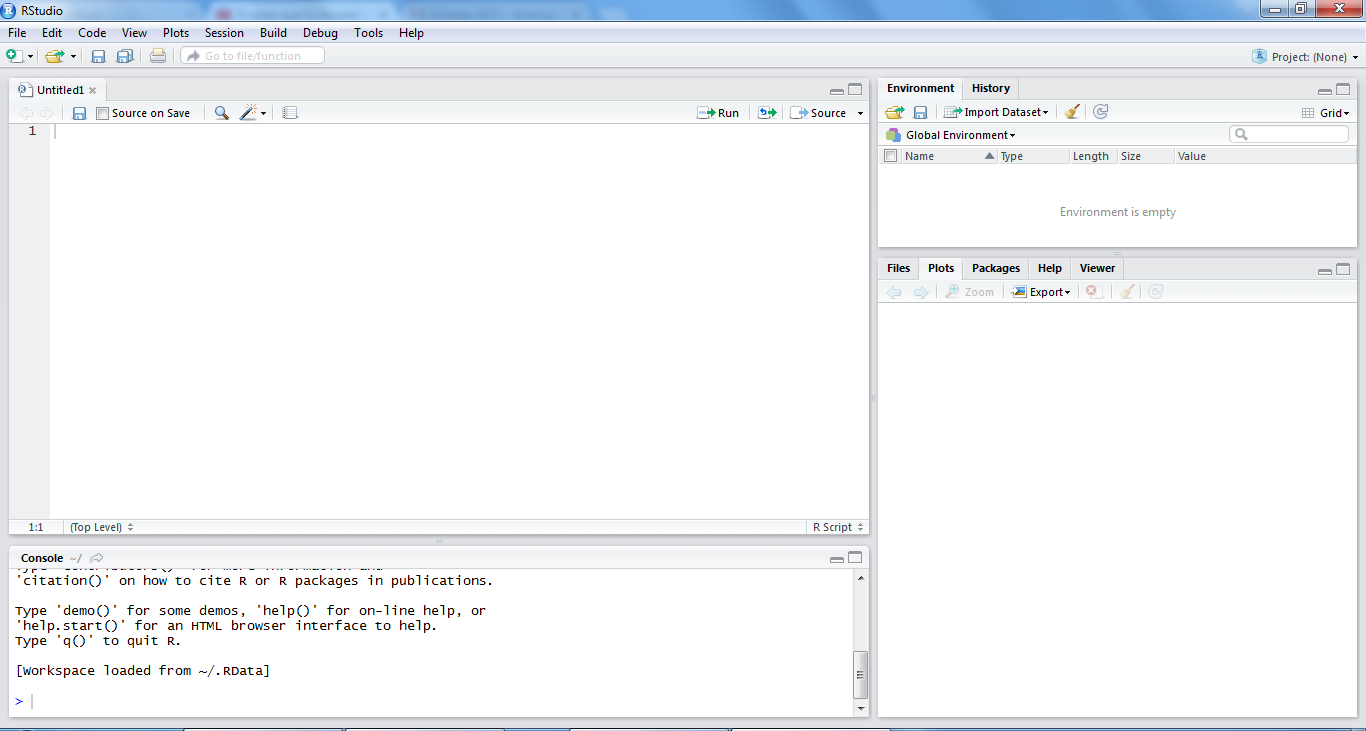 RStudio
File Edit Code View Plots Session Build Debug Tools Help
Go to file/function
Project: (None)
Untitled1
Source on Save
Run
Source
1
1:1
(Top Level)
R Script
Console ~/
'citation()' on how to cite R or R packages in publications.
Type 'demo()' for some demos, 'help()' for on-line help, or
'help.start()' for an HTML browser interface to help.
Type 'q()' to quit R.
[Workspace loaded from ~/.RData]
>
Environment History
Import Dataset
Grid
Global Environment
Name Type Length Size Value
Environment is empty
Files Plots Packages Help Viewer
Zoom Export